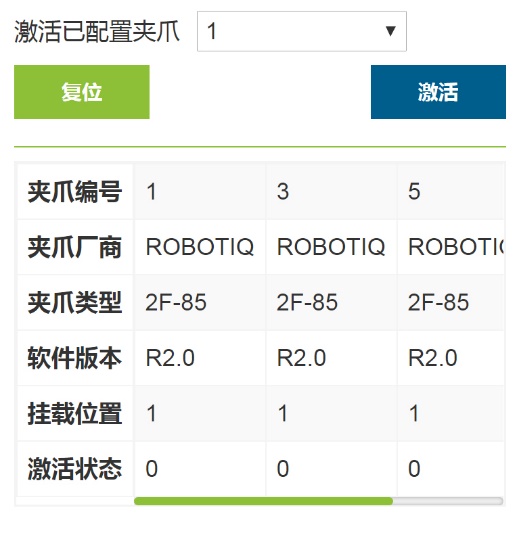 激活已配置夹爪 1
复位 激活
夹爪编号 1 3 5
夹爪厂商 ROBOTIQ ROBOTIQ ROBOTIQ
夹爪类型 2F-85 2F-85 2F-85
软件版本 R2.0 R2.0 R2.0
挂载位置 1 1 1
激活状态 0 0 0